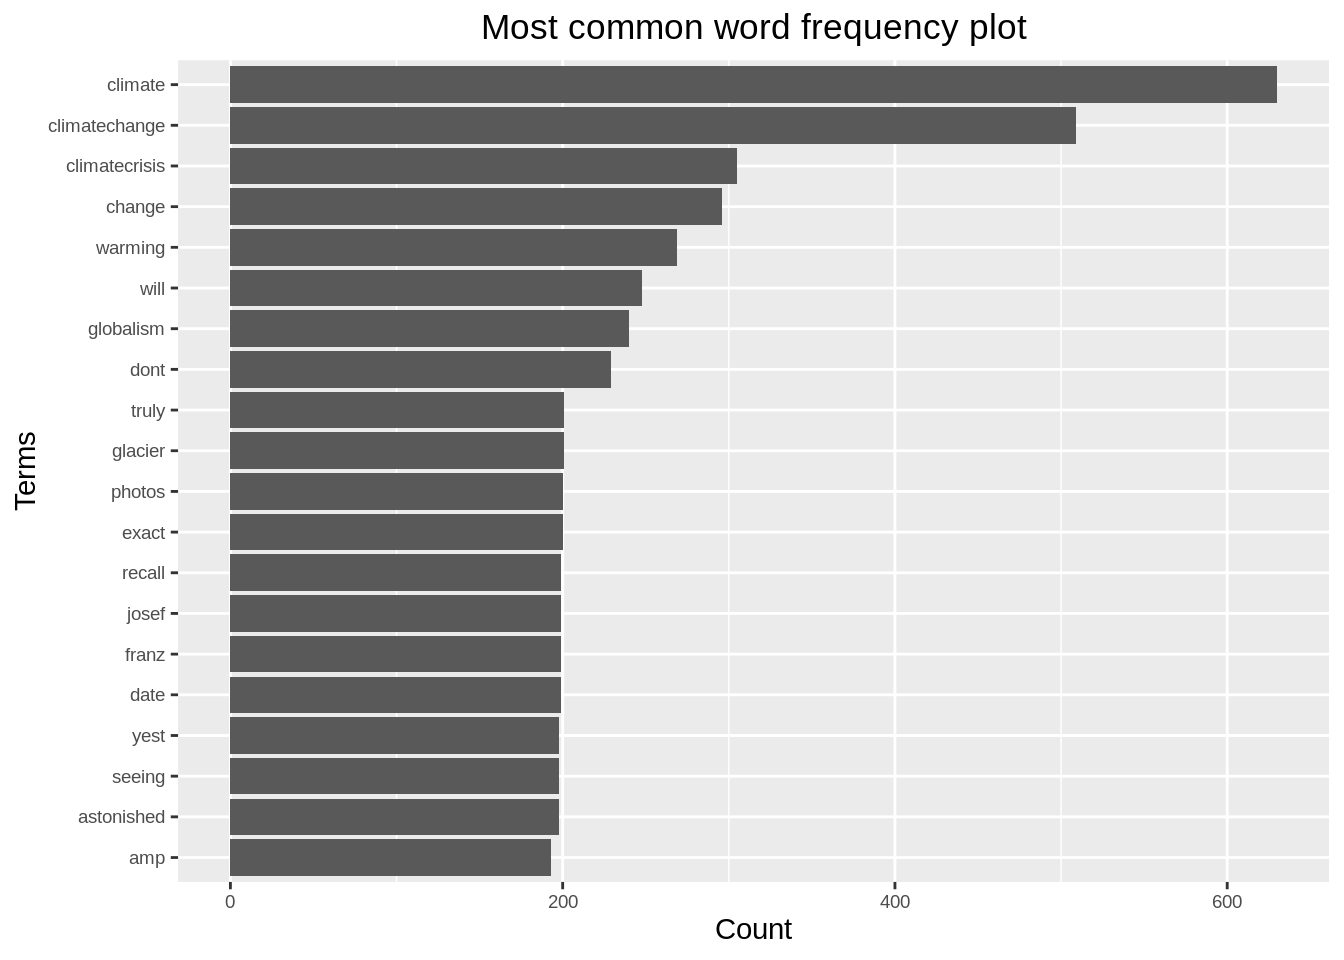 Most common word frequency plot
climate
climatechange
climatecrisis
change
warming
will
globalism
dont
truly
glacier
photos
exact
recall
josef
franz
date
yest
seeing
astonished
amp
Terms
0 200 400 600
Count